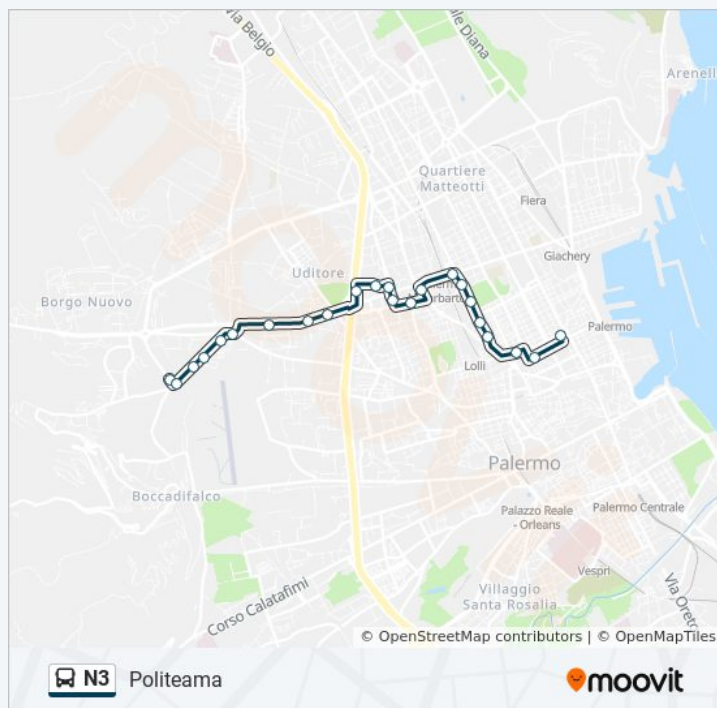 Via Belgio
ale Diana
Arenell
Quartiere
Matteotti
Fiera
Uditore
Giachery
Borgo Nuovo
Palermo
Lolli
Palermo
Boccadifalco
Palazzo Reale
- Orleans
Palermo Centrale
Vespri
Corso Calatafimi
Villaggio
Santa Rosalia
Via Oreto
© OpenStreetMap contributors | © OpenMapTiles
N3 Politeama
moovit